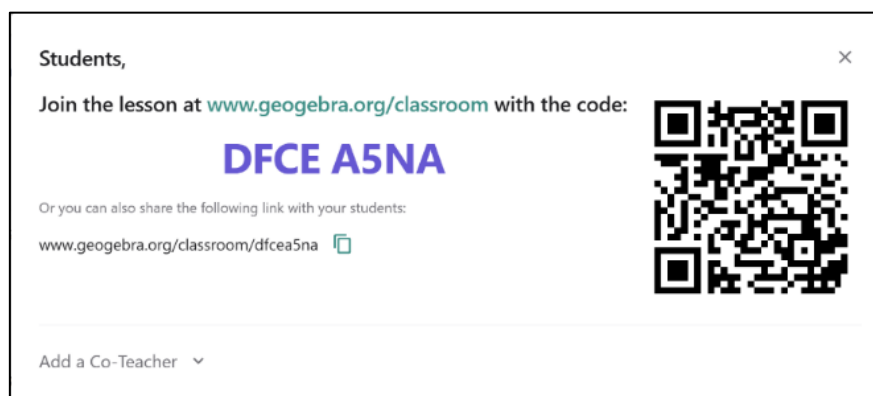 Students,
Join the lesson at www.geogebra.org/classroom with the code:
DFCE A5NA
Or you can also share the following link with your students:
www.geogebra.org/classroom/dfcea5na
Add a Co-Teacher